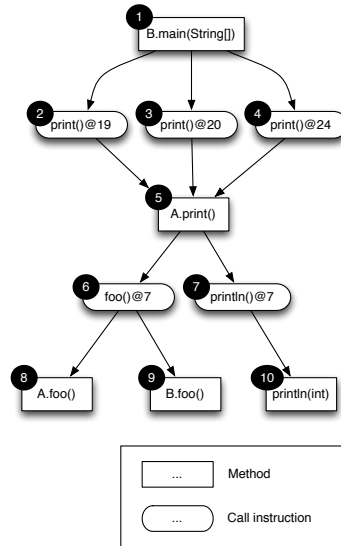 1
B.main(String[])
2
print()@19
3
print()@20
4
print()@24
5
A.print()
6
foo()@7
7
println()@7
8
A.foo()
9
B.foo()
10
println(int)
...
Method
...
Call instruction